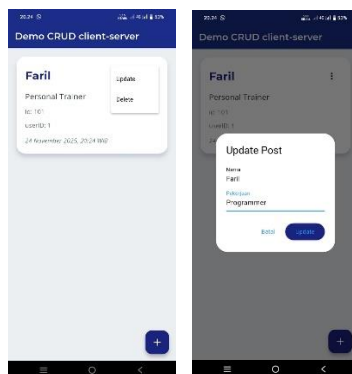 20.24
Demo CRUD client-server
Faril
Update
Personal Trainer
Delete
id: 101
userID: 1
24 November 2025, 20:24 WIB
+
20.24
Demo CRUD client-server
Faril
Personal Trainer
id: 101
userID: 1
24
Update Post
Nama
Faril
Pekerjaan
Programmer
Batal
Update
+